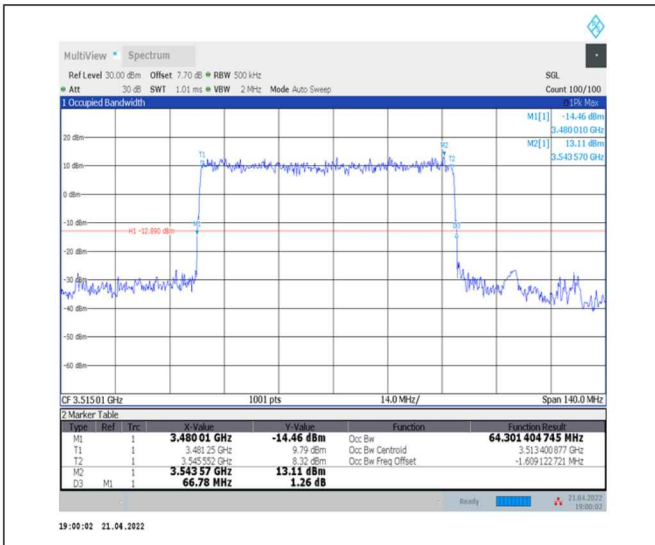 MultiView Spectrum
Ref Level 30.00 dBm Offset 7.70 dB RBW 500 kHz SGL
Att 30 dB SWT 1.01 ms VBW 2 MHz Mode Auto Sweep Count 100/100
1 Occupied Bandwidth 1Pk Max
M1[1] -14.46 dBm
3.480 010 GHz
M2[1] 13.11 dBm
3.543 570 GHz
20 dBm
M2
T1
T2
10 dBm
0 dBm
-10 dBm
M1
D3
H1 -12.890 dBm
-20 dBm
-30 dBm
-40 dBm
-50 dBm
-60 dBm
CF 3.515 01 GHz 1001 pts 14.0 MHz/ Span 140.0 MHz
2 Marker Table
Type Ref Trc X-Value Y-Value Function Function Result
M1 1 3.480 01 GHz -14.46 dBm Occ Bw 64.301 404 745 MHz
T1 1 3.481 25 GHz 9.79 dBm Occ Bw Centroid 3.513 400 877 GHz
T2 1 3.545 552 GHz 8.32 dBm Occ Bw Freq Offset -1.609 122 721 MHz
M2 1 3.543 57 GHz 13.11 dBm
D3 M1 1 66.78 MHz 1.26 dB
Ready 21.04.2022
19:00:02
19:00:02 21.04.2022